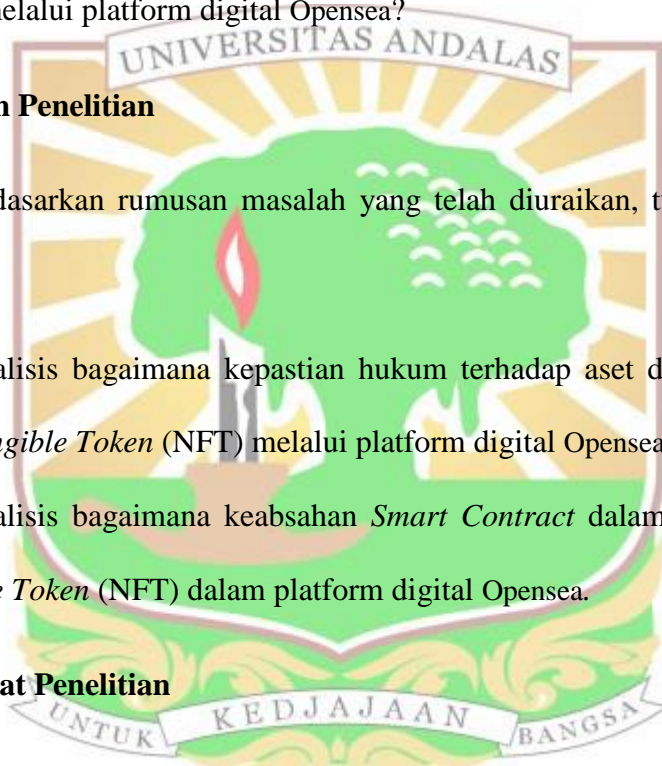 melalui platform digital Opensea?
UNIVERSITAS ANDALAS
n Penelitian
dasarkan rumusan masalah yang telah diuraikan, t
alisis bagaimana kepastian hukum terhadap aset d
ngible Token (NFT) melalui platform digital Opensea
alisis bagaimana keabsahan Smart Contract dalam
e Token (NFT) dalam platform digital Opensea.
at Penelitian
UNTUK KEDJAJAAN BANGSA